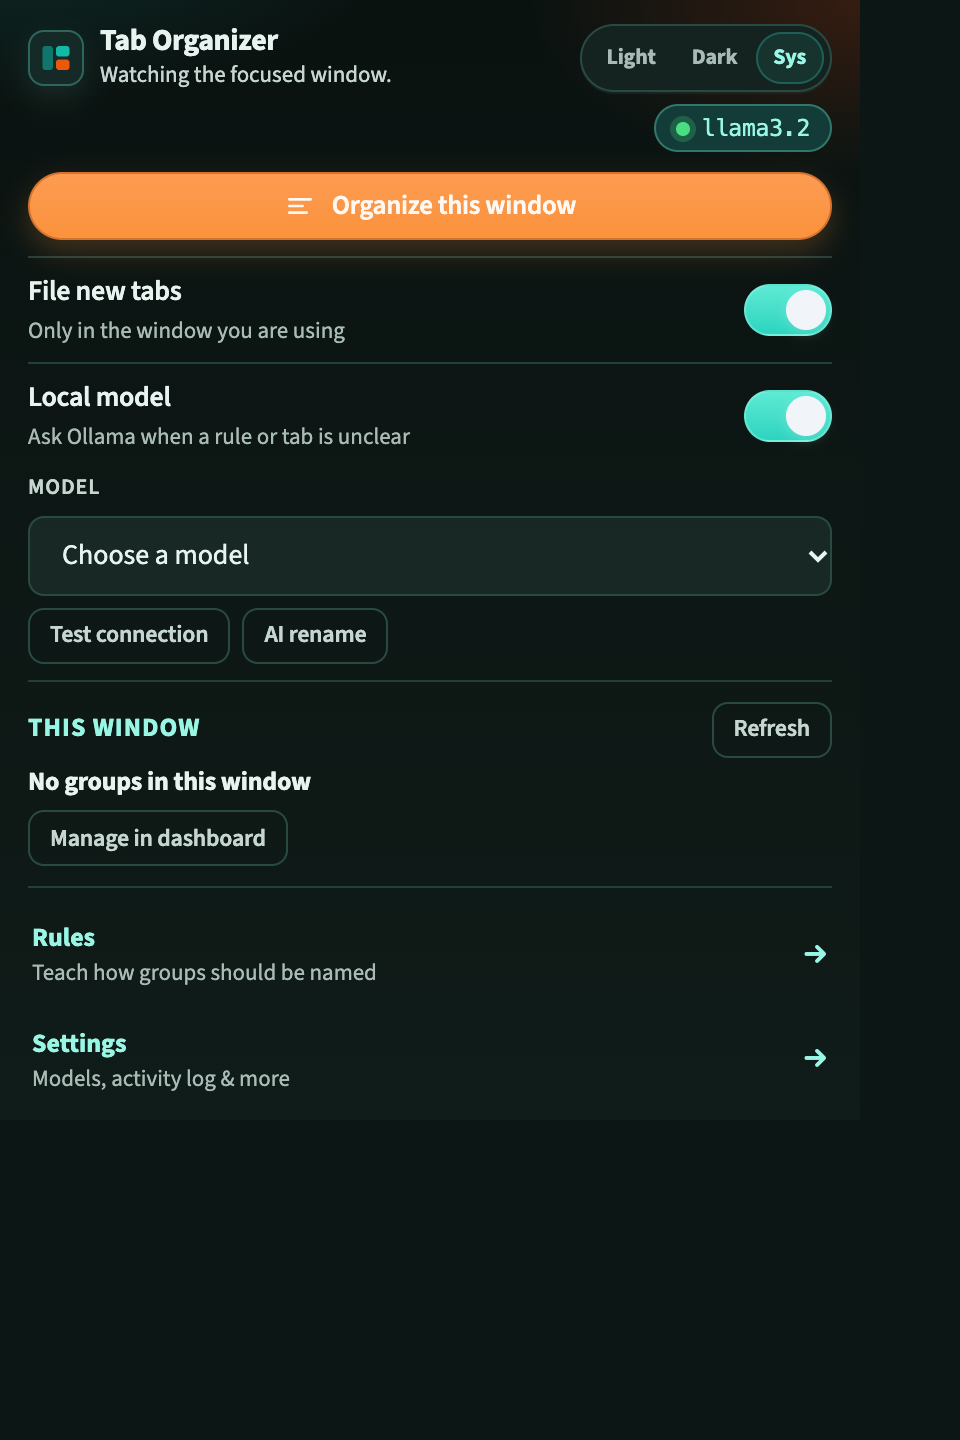 Tab Organizer
Watching the focused window.
Light Dark Sys
llama3.2
Organize this window
File new tabs
Only in the window you are using
Local model
Ask Ollama when a rule or tab is unclear
MODEL
Choose a model
Test connection AI rename
THIS WINDOW Refresh
No groups in this window
Manage in dashboard
Rules
Teach how groups should be named
Settings
Models, activity log & more